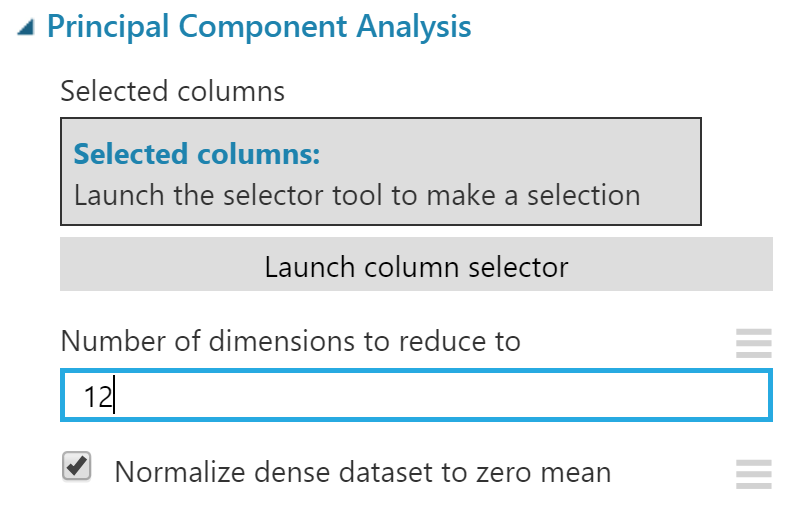 Principal Component Analysis
Selected columns
Selected columns:
Launch the selector tool to make a selection
Launch column selector
Number of dimensions to reduce to
12
Normalize dense dataset to zero mean